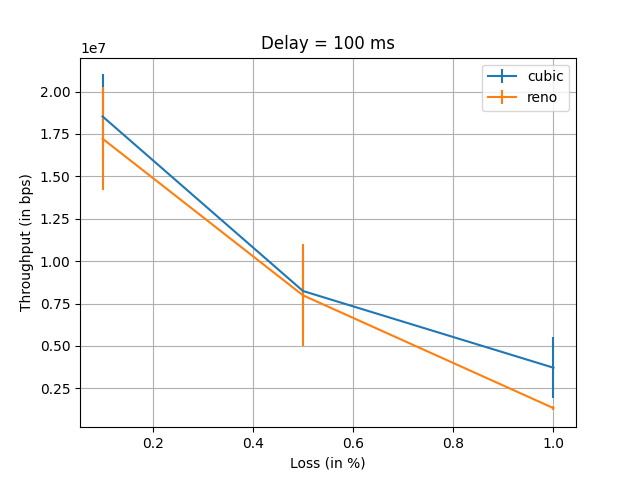 Delay = 100 ms
1e7
cubic
reno
2.00
1.75
1.50
1.25
1.00
0.75
0.50
0.25
Throughput (in bps)
0.2 0.4 0.6 0.8 1.0
Loss (in %)